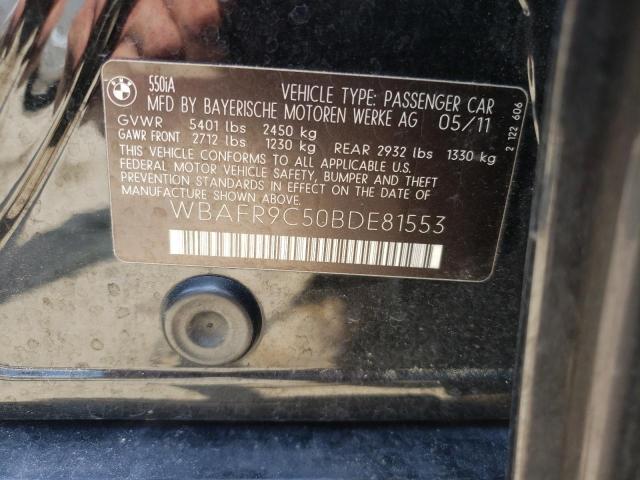 550iA
VEHICLE TYPE: PASSENGER CAR
MFD BY BAYERISCHE MOTOREN WERKE AG 05/11
GVWR 5401 lbs 2450 kg
GAWR FRONT 2712 lbs 1230 kg REAR 2932 lbs 1330 kg
THIS VEHICLE CONFORMS TO ALL APPLICABLE U.S.
FEDERAL MOTOR VEHICLE SAFETY, BUMPER AND THEFT
PREVENTION STANDARDS IN EFFECT ON THE DATE OF
MANUFACTURE SHOWN ABOVE.
WBAFR9C50BDE81553
2 122 606